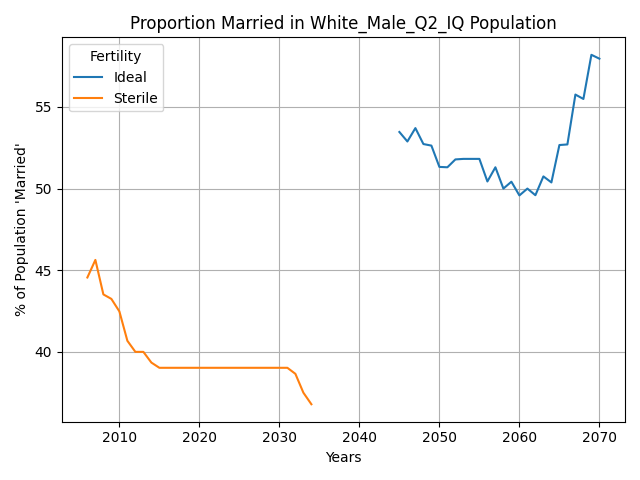 Proportion Married in White_Male_Q2_IQ Population
Fertility
Ideal
Sterile
% of Population 'Married'
55
50
45
40
2010 2020 2030 2040 2050 2060 2070
Years